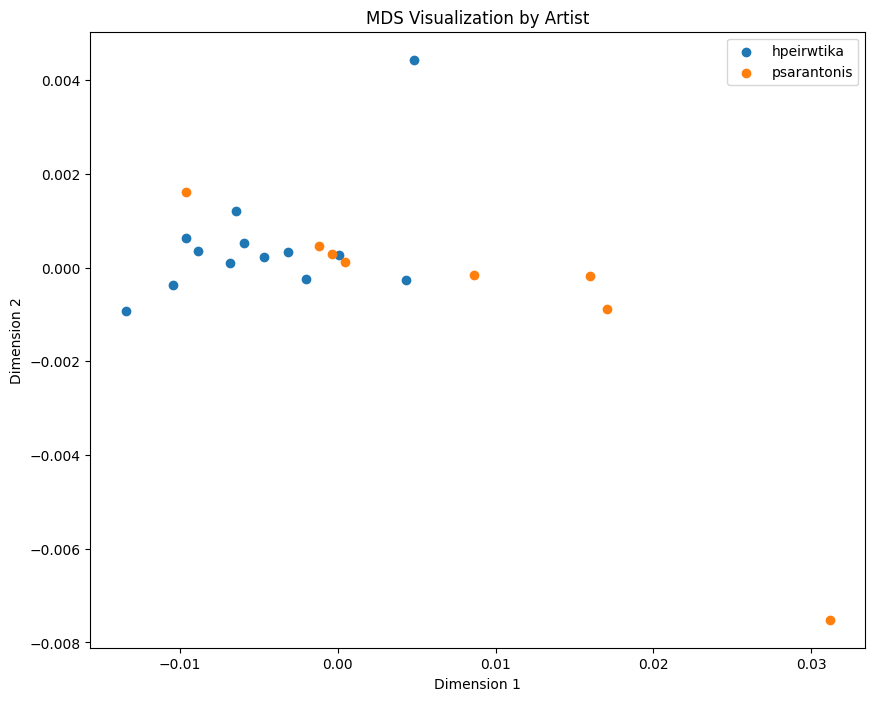 MDS Visualization by Artist
hpeirwtika
psarantonis
0.004
0.002
0.000
−0.002
−0.004
−0.006
−0.008
Dimension 2
−0.01
0.00
0.01
0.02
0.03
Dimension 1